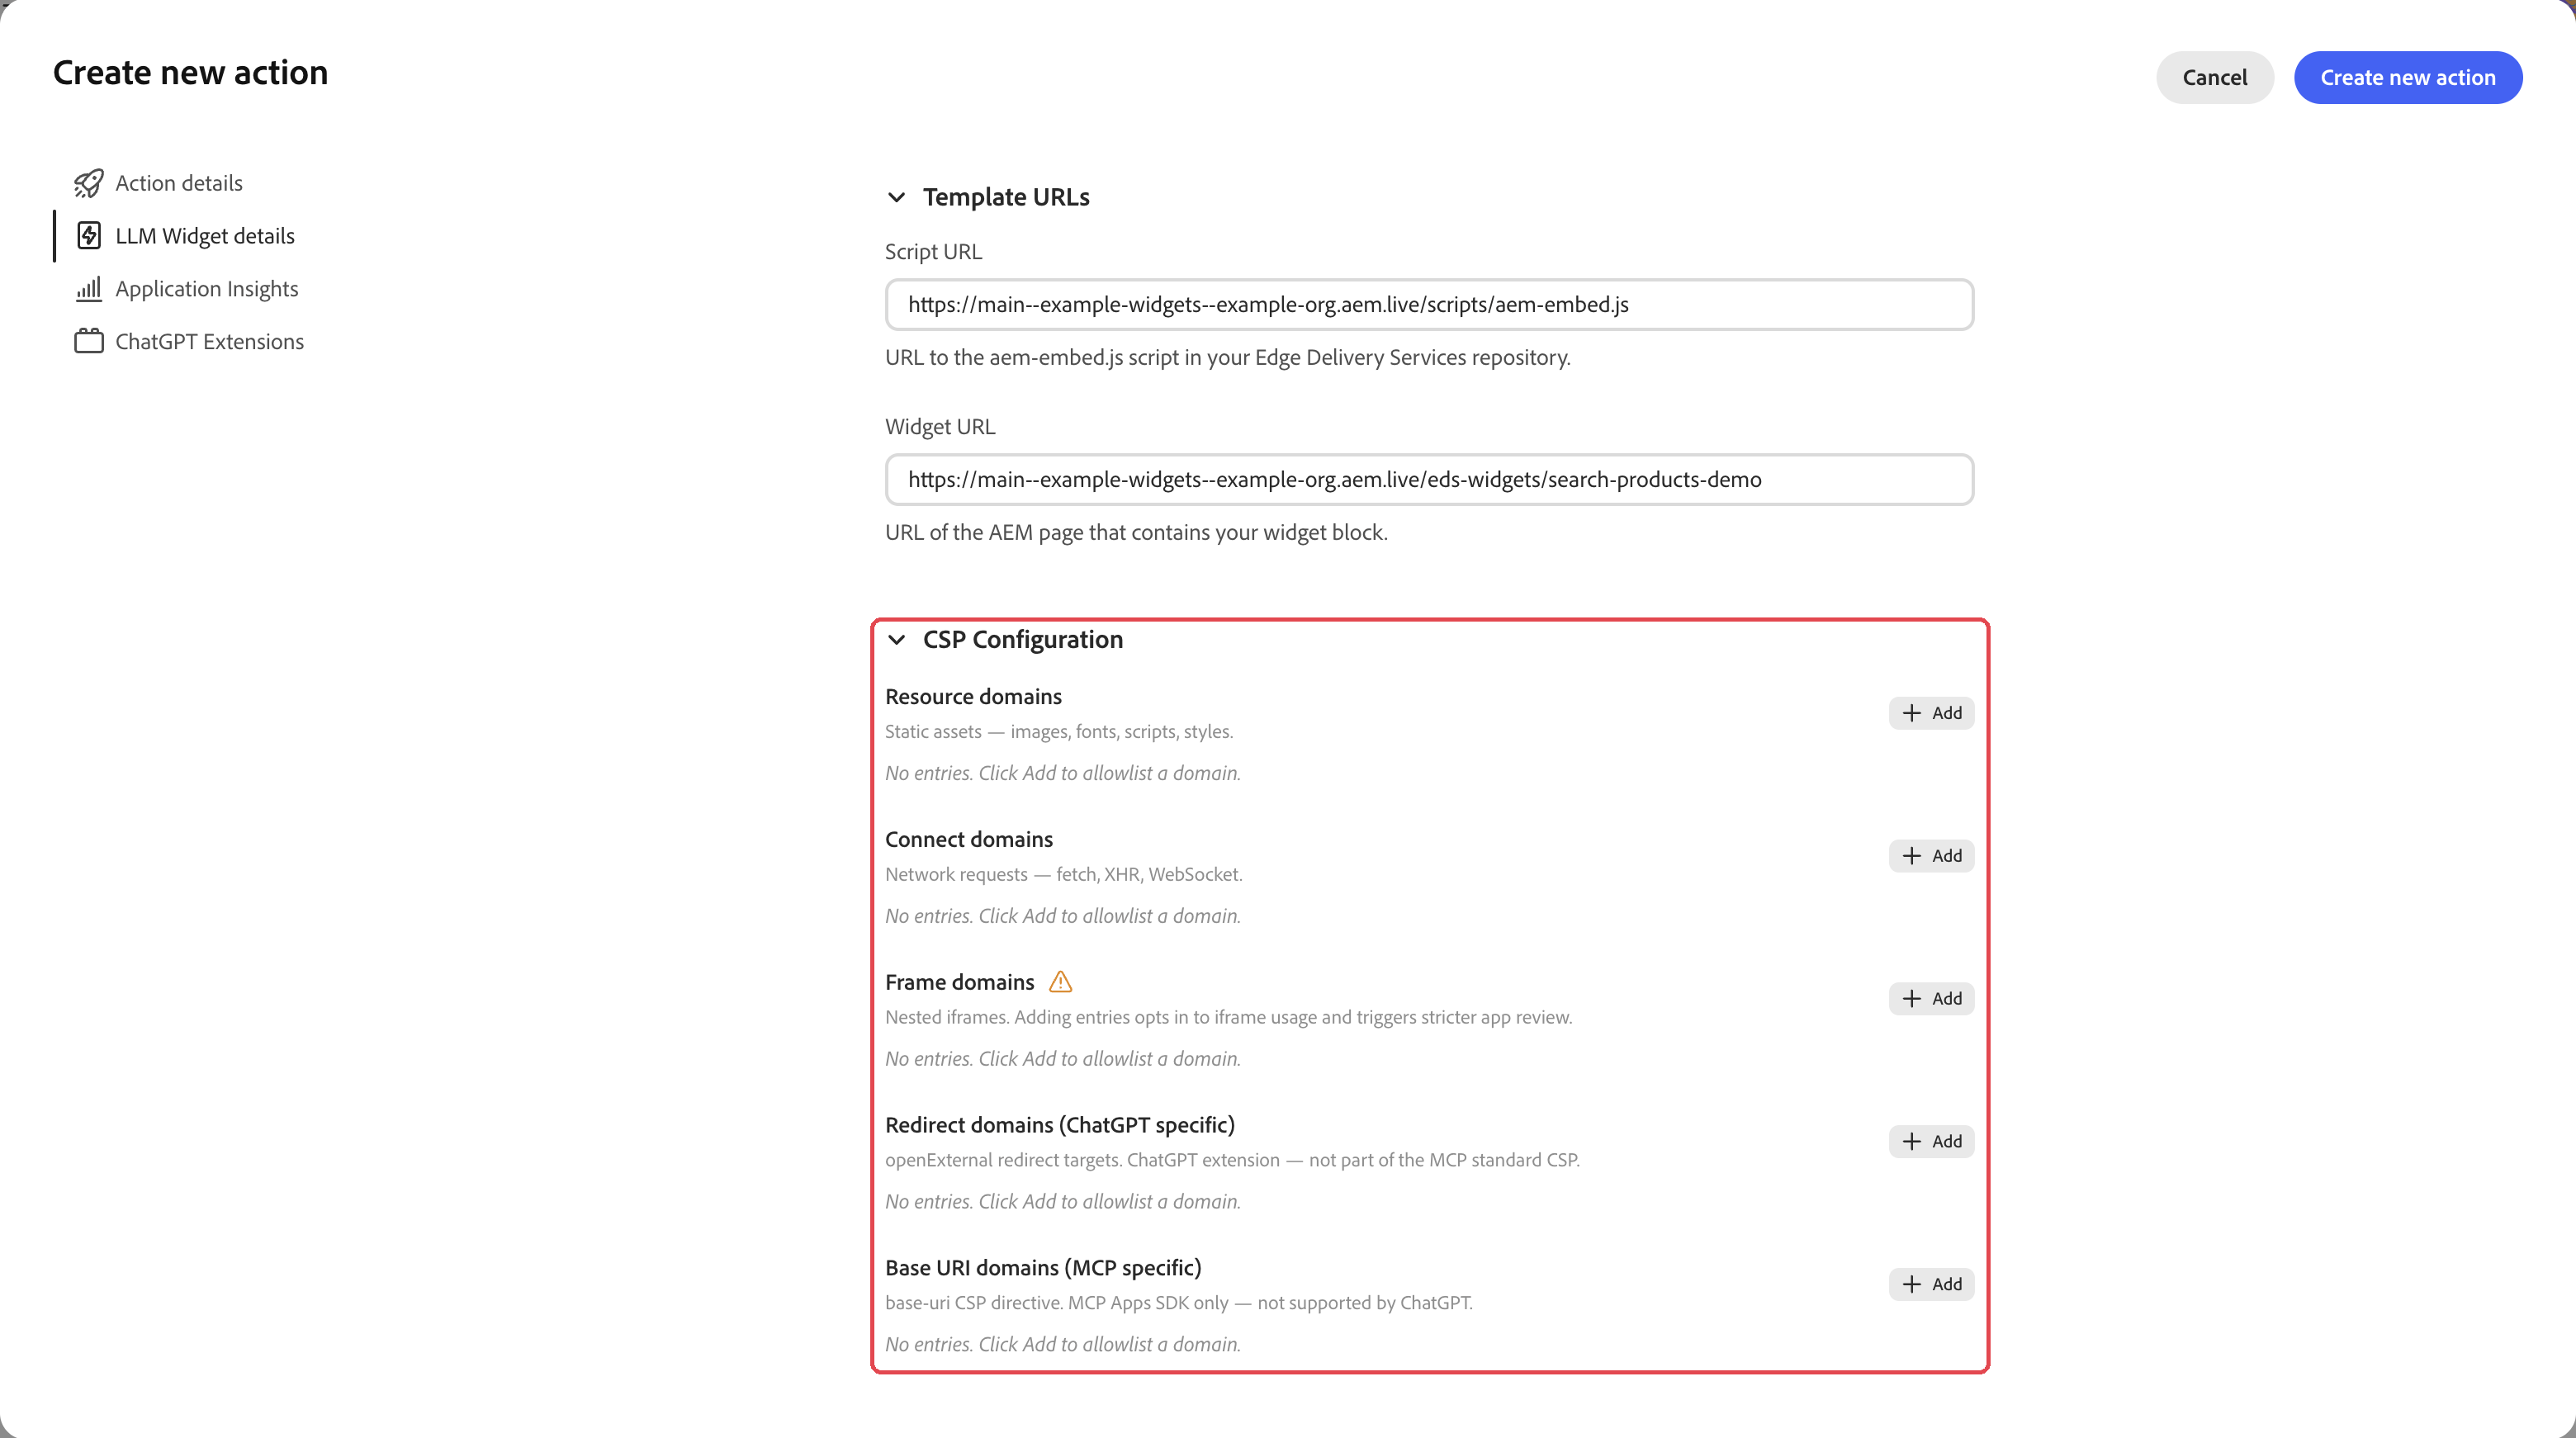 Create new action
Cancel
Create new action
Action details
LLM Widget details
Application Insights
ChatGPT Extensions
Template URLs
Script URL
https://main--example-widgets--example-org.aem.live/scripts/aem-embed.js
URL to the aem-embed.js script in your Edge Delivery Services repository.
Widget URL
https://main--example-widgets--example-org.aem.live/eds-widgets/search-products-demo
URL of the AEM page that contains your widget block.
CSP Configuration
Resource domains
Static assets — images, fonts, scripts, styles.
Add
No entries. Click Add to allowlist a domain.
Connect domains
Network requests — fetch, XHR, WebSocket.
Add
No entries. Click Add to allowlist a domain.
Frame domains
Nested iframes. Adding entries opts in to iframe usage and triggers stricter app review.
Add
No entries. Click Add to allowlist a domain.
Redirect domains (ChatGPT specific)
openExternal redirect targets. ChatGPT extension — not part of the MCP standard CSP.
Add
No entries. Click Add to allowlist a domain.
Base URI domains (MCP specific)
base-uri CSP directive. MCP Apps SDK only — not supported by ChatGPT.
Add
No entries. Click Add to allowlist a domain.